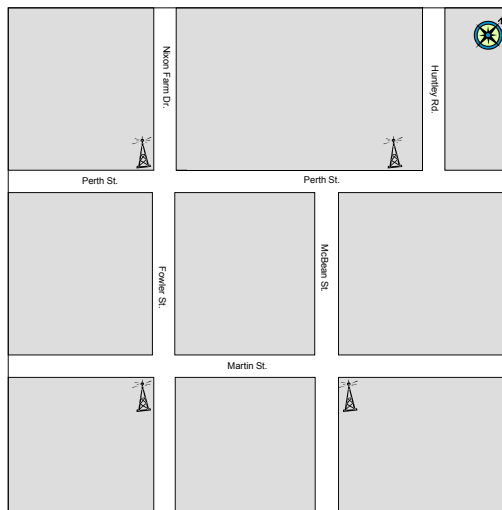 Nixon Farm Dr.
Huntley Rd.
Perth St.
Perth St.
Fowler St.
McBean St.
Martin St.